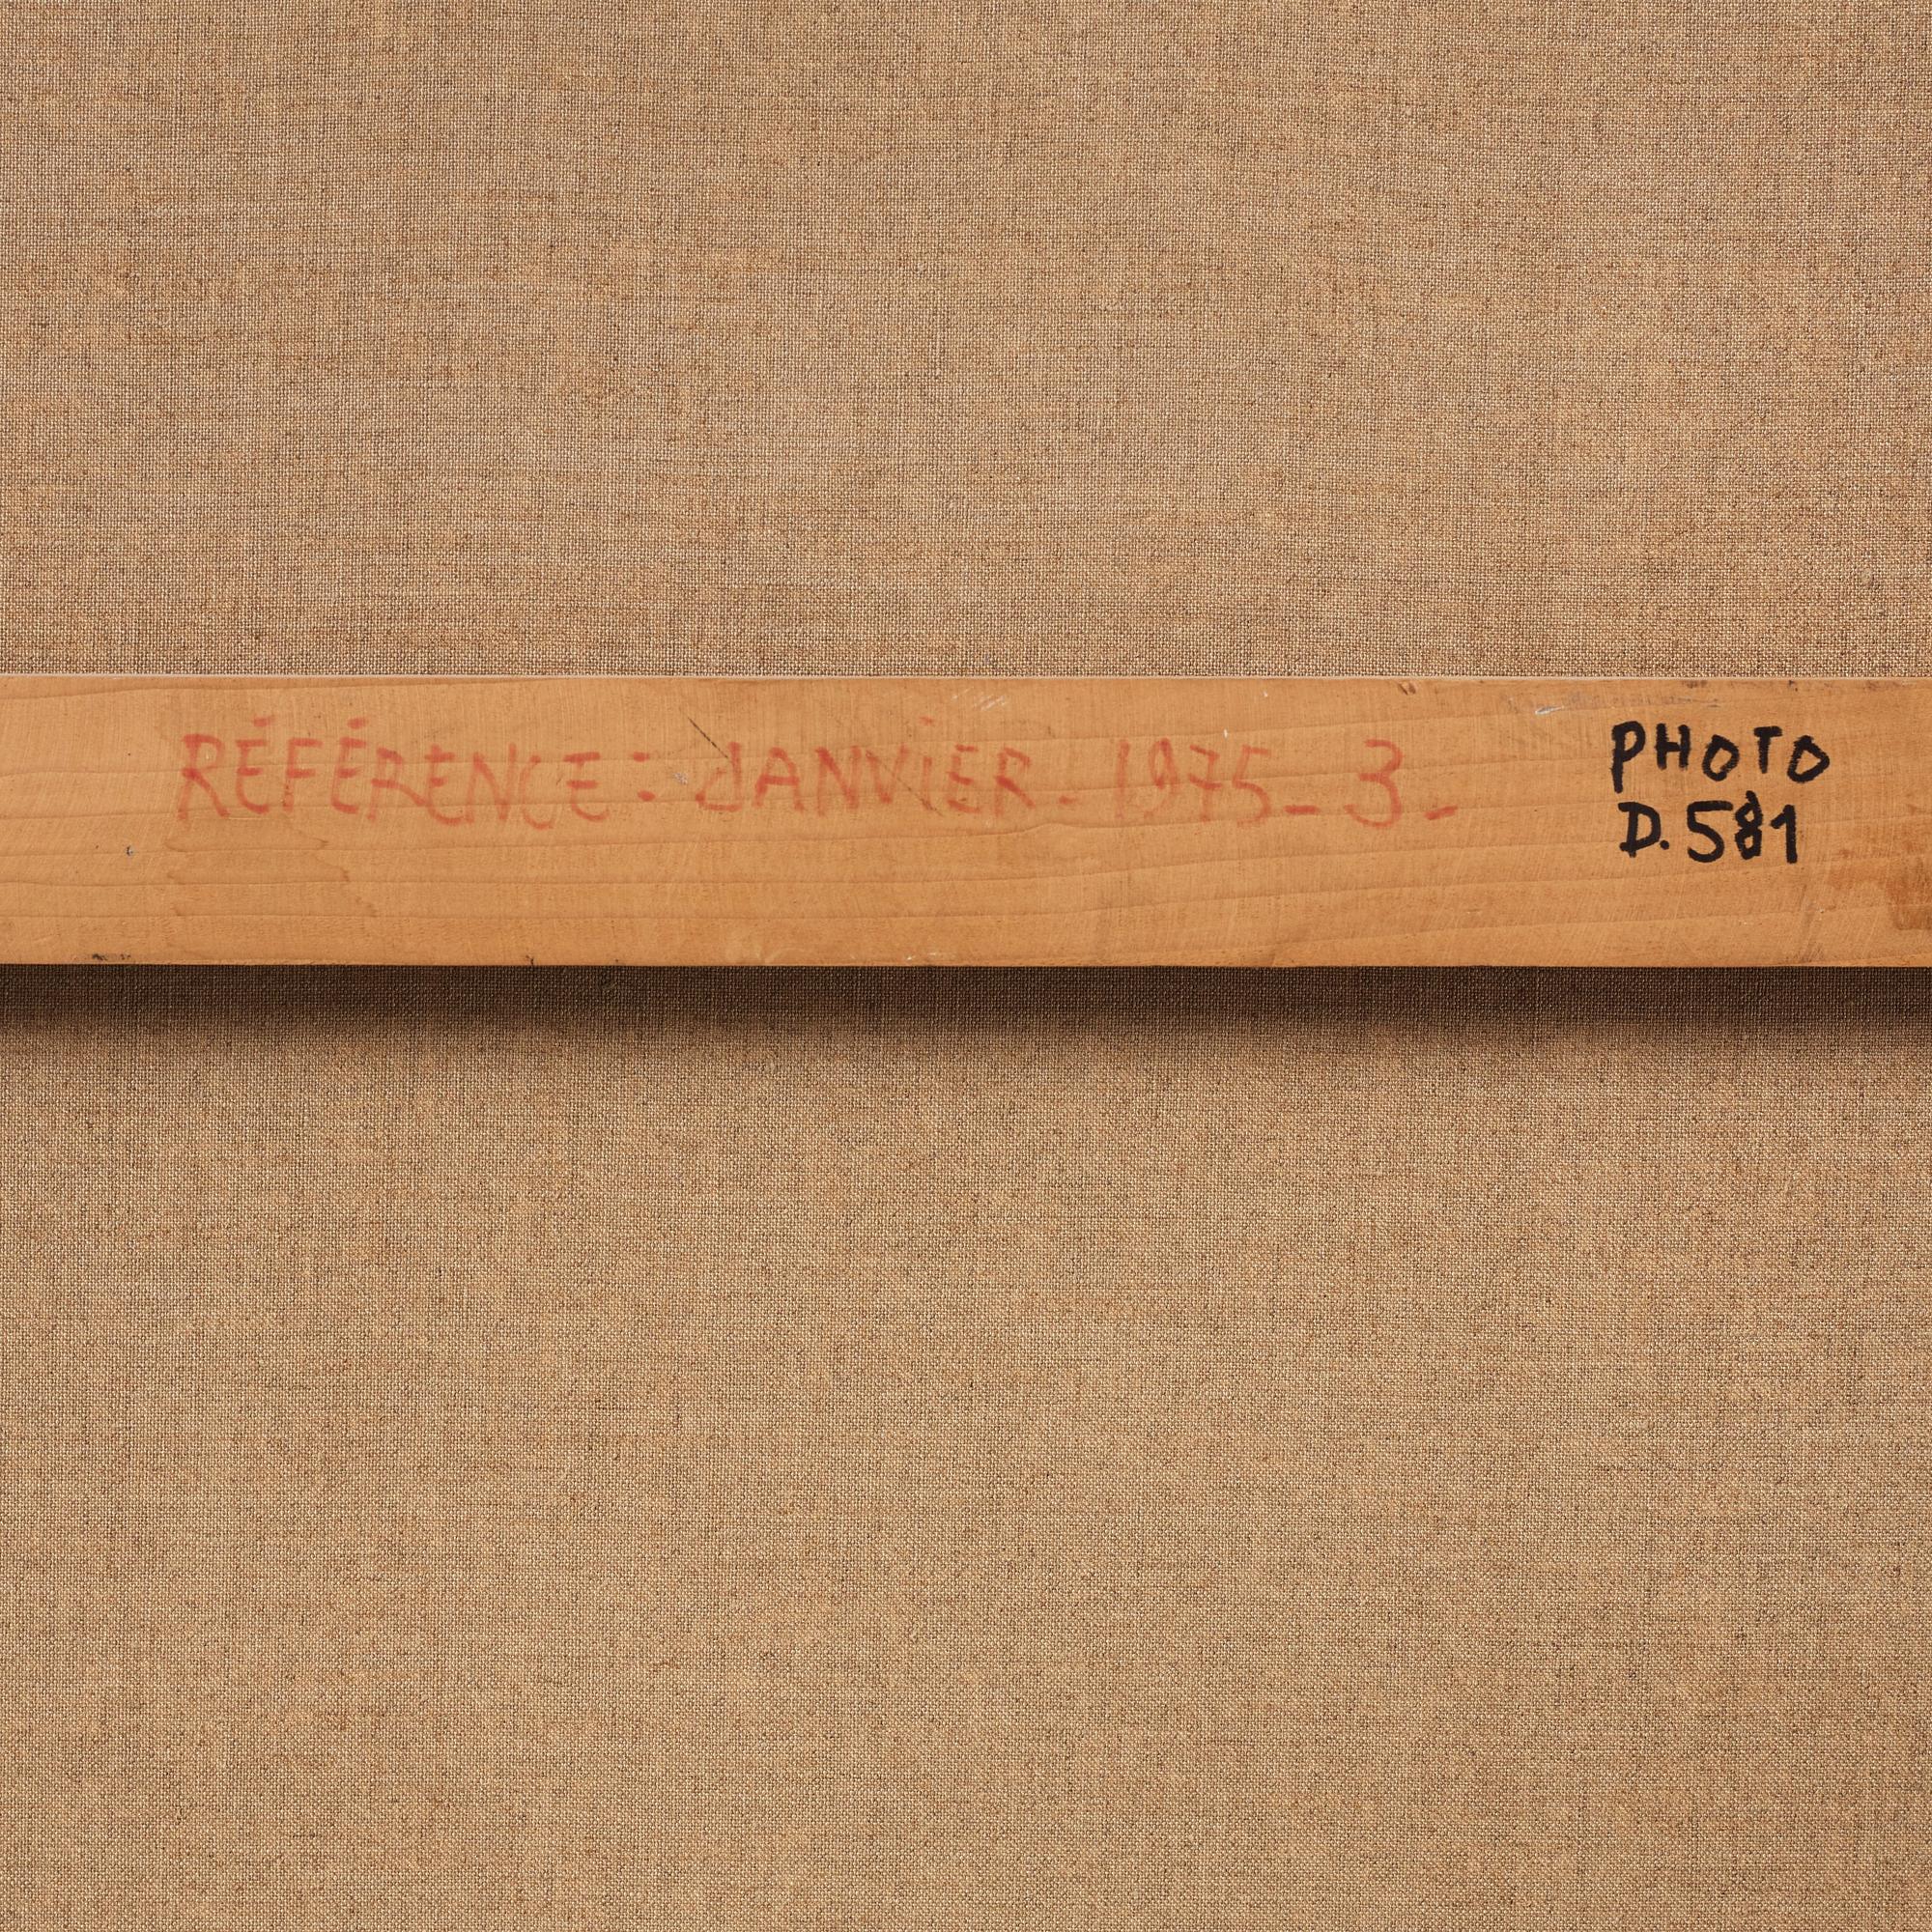 RÉFÉRENCE: JANVIER - 1975 - 3 -
PHOTO
D.581